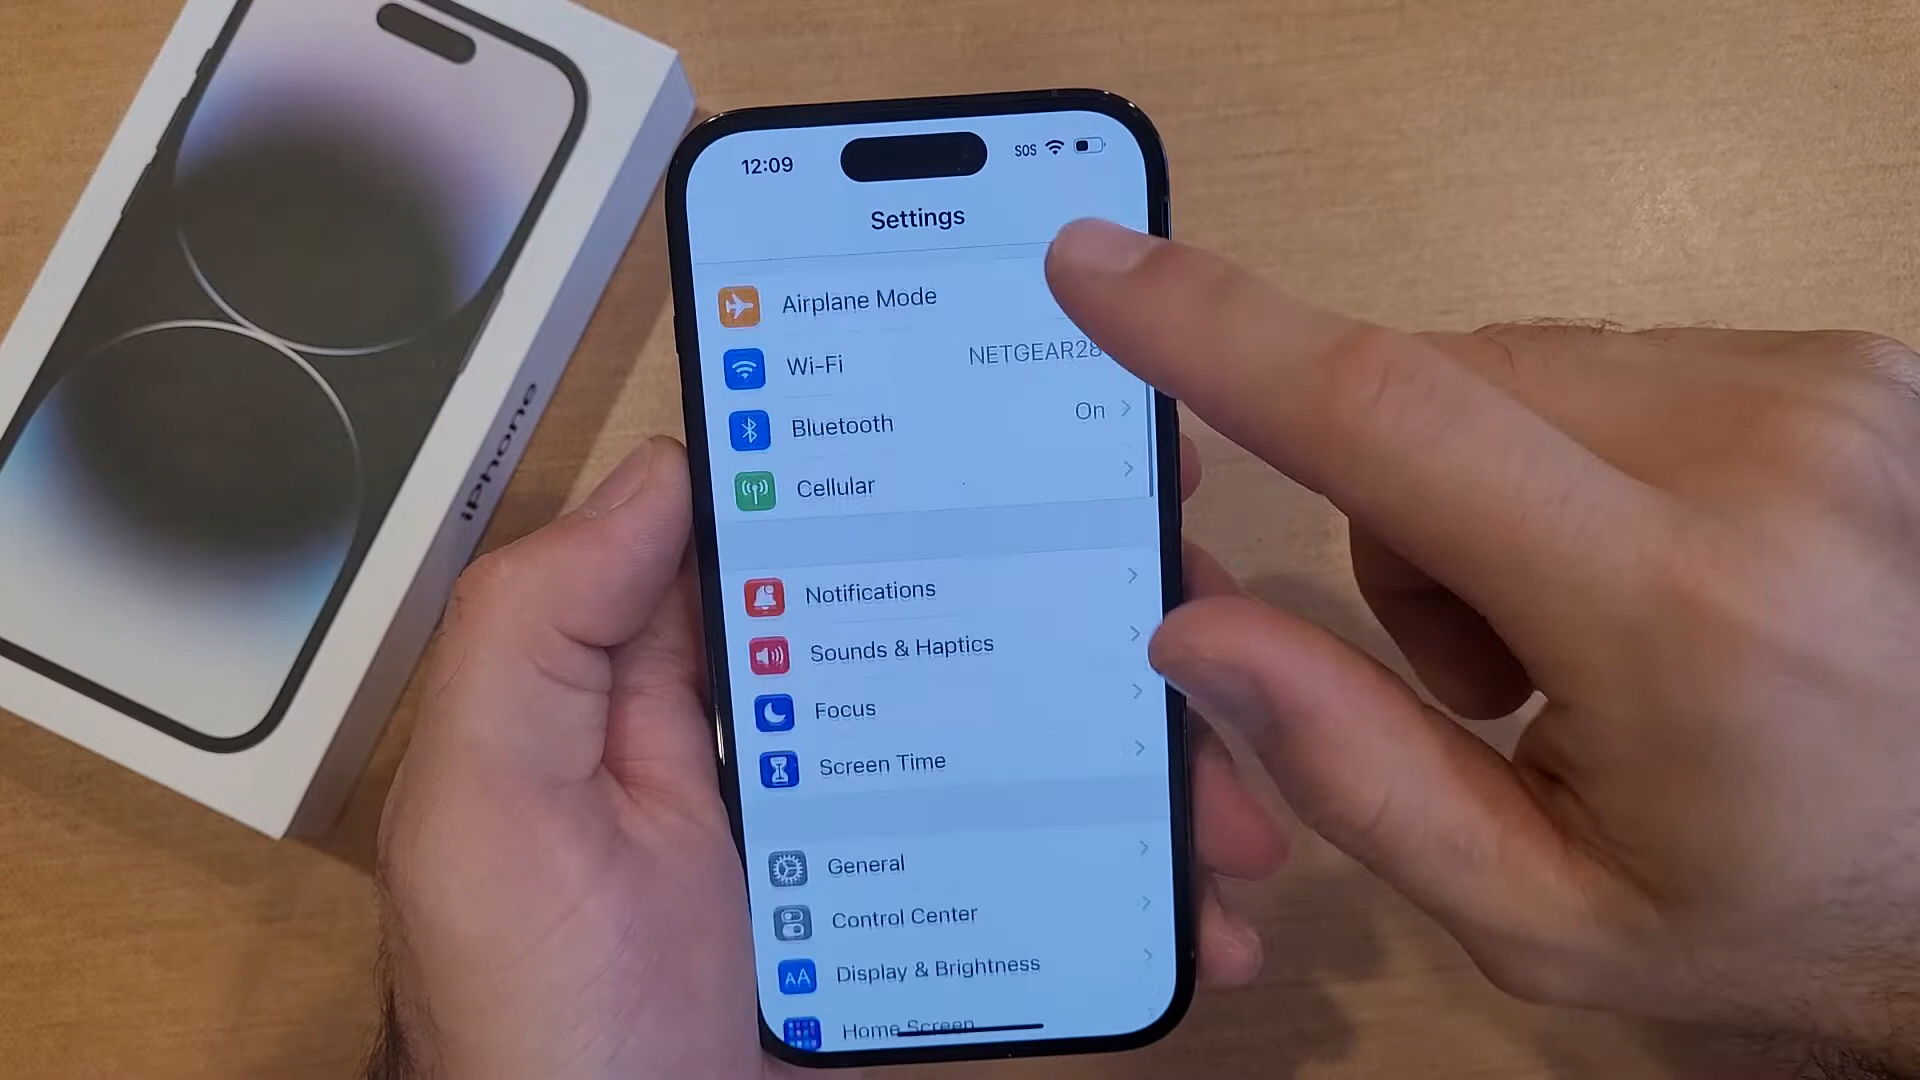 iPhone
12:09
SOS
Settings
Airplane Mode
Wi-Fi NETGEAR28
Bluetooth On
Cellular
Notifications
Sounds & Haptics
Focus
Screen Time
General
Control Center
AA Display & Brightness
Home Screen